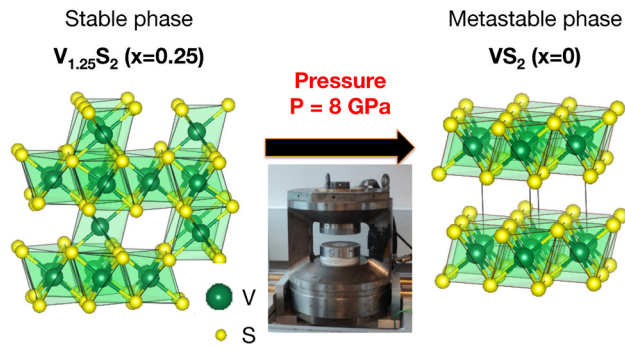 Stable phase
V1.25S2 (x=0.25)
Pressure
P = 8 GPa
Metastable phase
VS2 (x=0)
V
S